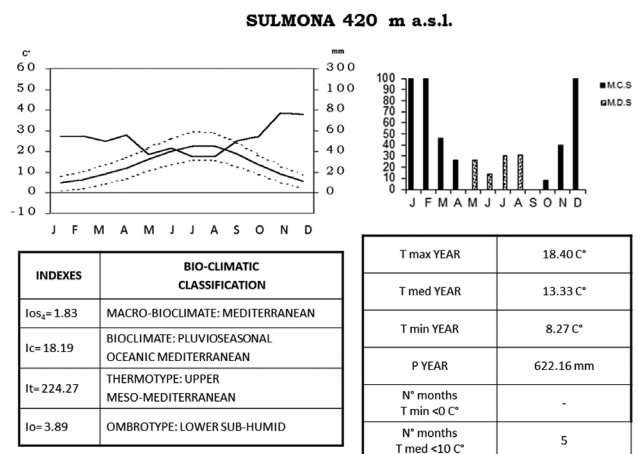 SULMONA 420 m a.s.l.
C° mm
60 300
50 100
40 80
30 60
20 40
10 20
0 0
-10
J F M A M J J A S O N D
100
90
80
70
60
50
40
30
20
10
0
J F M A M J J A S O N D
M.C.S
M.D.S
INDEXES
BIO-CLIMATIC
CLASSIFICATION
Ios4= 1.83
MACRO-BIOCLIMATE: MEDITERRANEAN
Ic= 18.19
BIOCLIMATE: PLUVIOSEASONAL
OCEANIC MEDITERRANEAN
It= 224.27
THERMOTYPE: UPPER
MESO-MEDITERRANEAN
Io= 3.89
OMBROTYPE: LOWER SUB-HUMID
T max YEAR 18.40 C°
T med YEAR 13.33 C°
T min YEAR 8.27 C°
P YEAR 622.16 mm
N° months
T min <0 C°
-
N° months
T med <10 C°
5